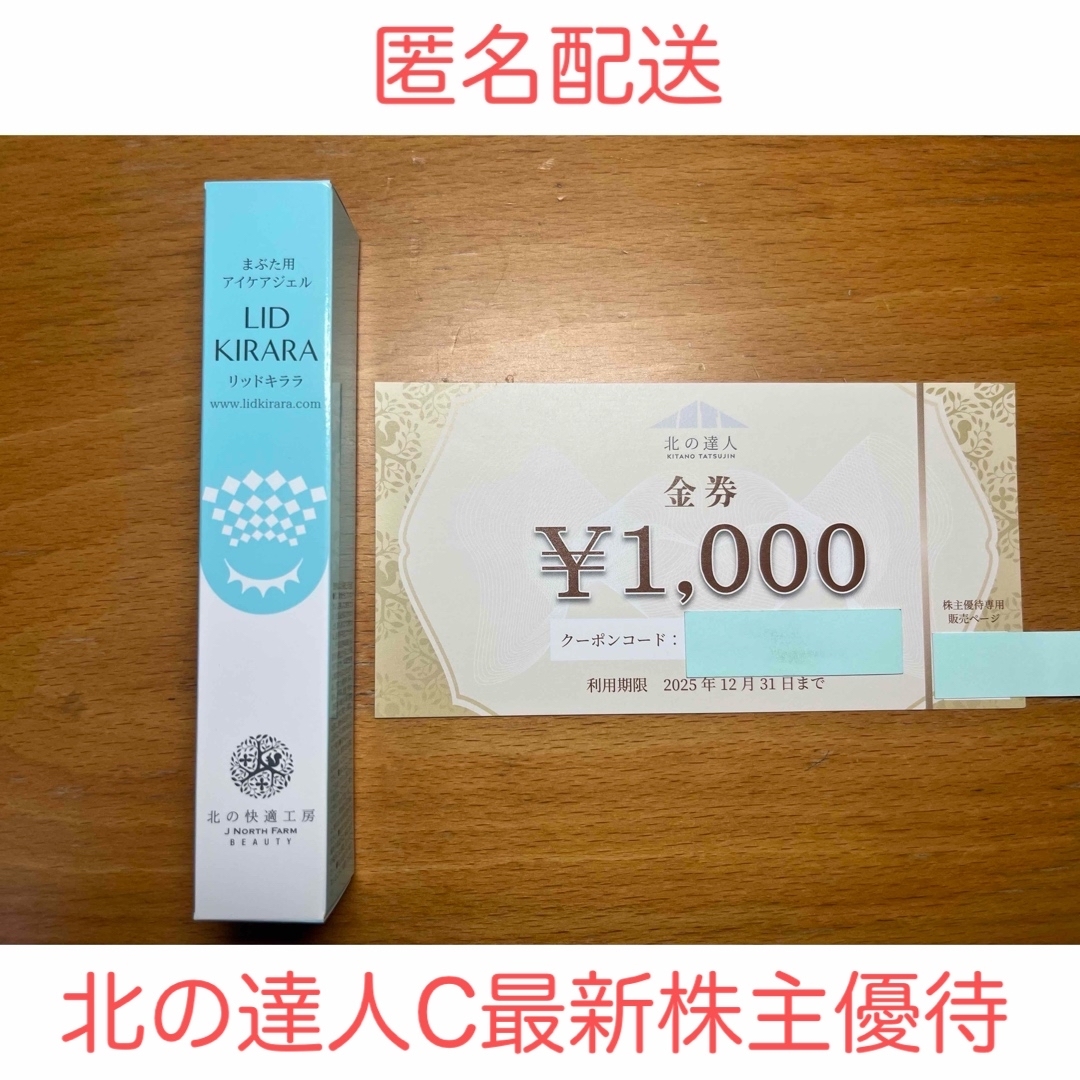 匿名配送
まぶた用
アイケアジェル
LID
KIRARA
リッドキララ
www.lidkirara.com
北の快適工房
J NORTH FARM
BEAUTY
北の達人
KITANO TATSUJIN
金券
¥1,000
クーポンコード：
利用期限 2025年12月31日まで
株主優待専用
販売ページ
北の達人C最新株主優待